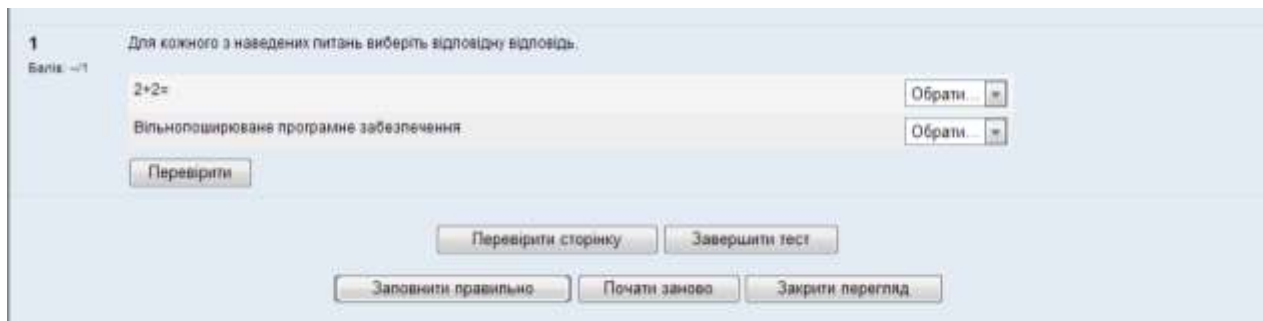 1
Для кожного з наведених питань виберіть відповідну відповідь.
Балів: --/1
2+2=
Обрати...
Вільнопоширюване програмне забезпечення
Обрати...
Перевірити
Перевірити сторінку Завершити тест
Заповнити правильно Почати заново Закрити перегляд